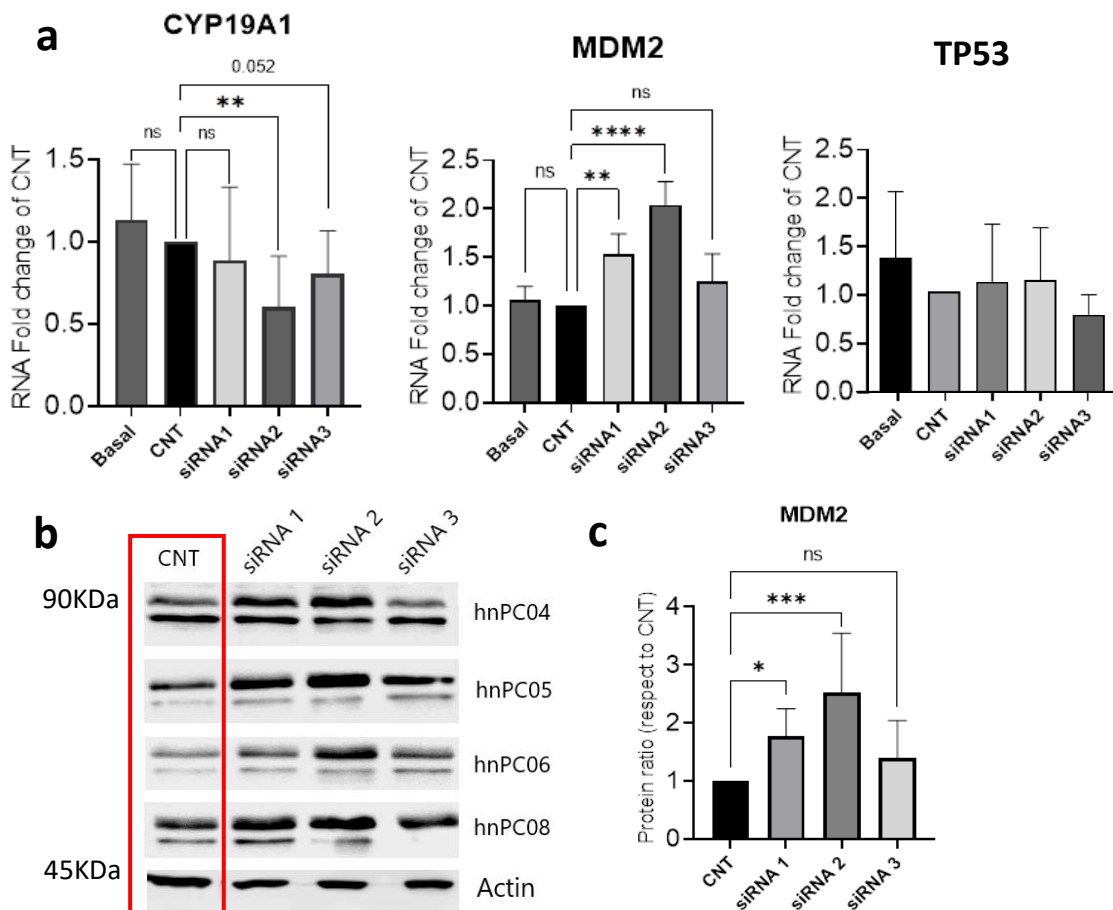 a
CYP19A1
0.052
**
ns
ns
RNA Fold change of CNT
1.5
1.0
0.5
0.0
Basal
CNT
siRNA1
siRNA2
siRNA3
MDM2
ns
****
ns
**
RNA Fold change of CNT
2.5
2.0
1.5
1.0
0.5
0.0
Basal
CNT
siRNA1
siRNA2
siRNA3
TP53
RNA Fold change of CNT
2.5
2.0
1.5
1.0
0.5
0.0
Basal
CNT
siRNA1
siRNA2
siRNA3
b
CNT
siRNA 1
siRNA 2
siRNA 3
90KDa
hnPC04
hnPC05
hnPC06
hnPC08
45KDa
Actin
c
MDM2
ns
***
*
Protein ratio (respect to CNT)
4
3
2
1
0
CNT
siRNA 1
siRNA 2
siRNA 3